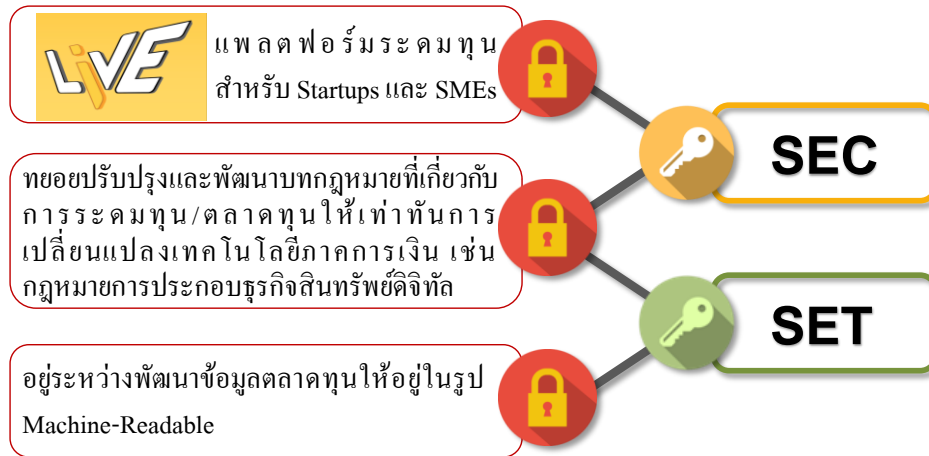 LiVE
แพลตฟอร์มระดมทุน
สำหรับ Startups และ SMEs
SEC
ทยอยปรับปรุงและพัฒนาบทกฎหมายที่เกี่ยวกับ
การระดมทุน/ตลาดทุนให้เท่าทันการ
เปลี่ยนแปลงเทคโนโลยีภาคการเงิน เช่น
กฎหมายการประกอบธุรกิจสินทรัพย์ดิจิทัล
SET
อยู่ระหว่างพัฒนาข้อมูลตลาดทุนให้อยู่ในรูป
Machine-Readable